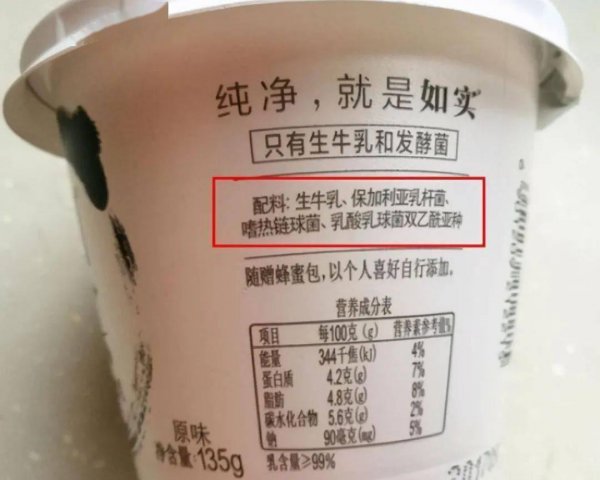 纯净，就是如实
只有生牛乳和发酵菌
配料: 生牛乳、保加利亚乳杆菌、
嗜热链球菌、乳酸乳球菌双乙酰亚种
随赠蜂蜜包，以个人喜好自行添加。
营养成分表
项目 每100克(g) 营养素参考值%
能量 344千焦(kJ) 4%
蛋白质 4.2克(g) 7%
脂肪 4.8克(g) 8%
碳水化合物 5.6克(g) 2%
钠 90毫克(mg) 5%
乳含量≥99%
原味
净含量 135g